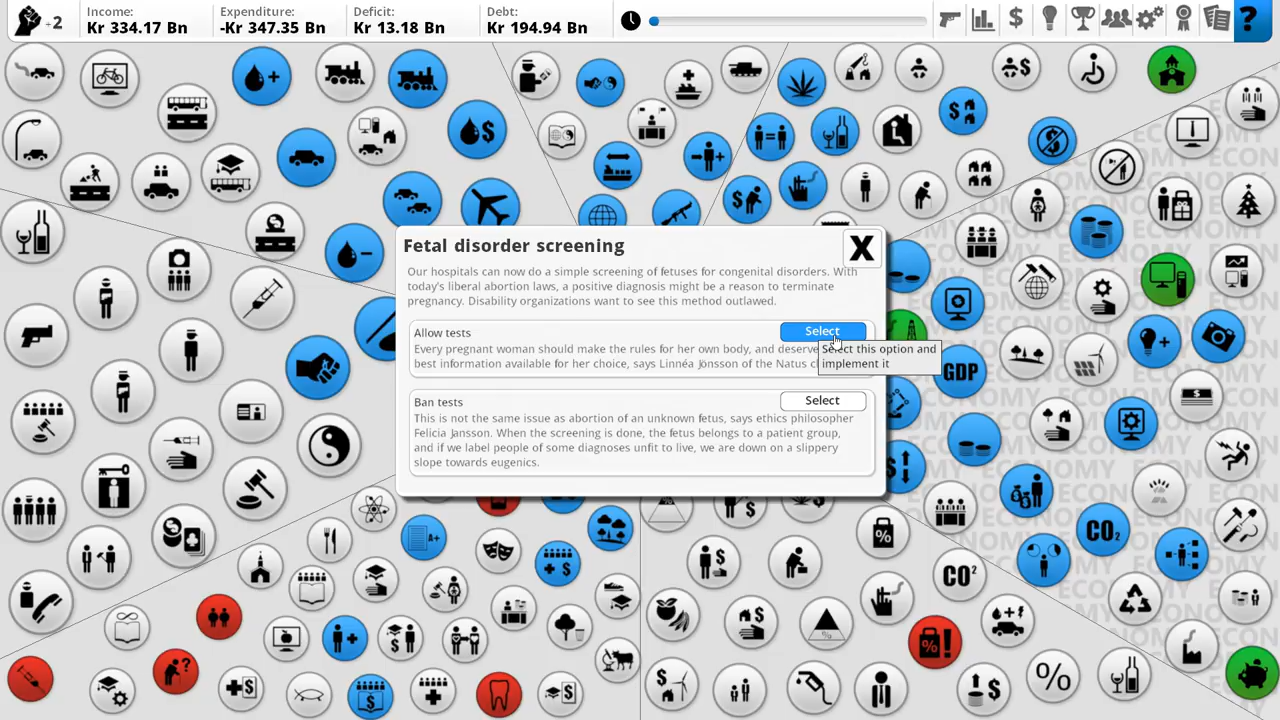 +2
Income:
Kr 334.17 Bn
Expenditure:
-Kr 347.35 Bn
Deficit:
Kr 13.18 Bn
Debt:
Kr 194.94 Bn
$
?
Fetal disorder screening
X
Our hospitals can now do a simple screening of fetuses for congenital disorders. With
today's liberal abortion laws, a positive diagnosis might be a reason to terminate
pregnancy. Disability organizations want to see this method outlawed.
Allow tests
Select
Every pregnant woman should make the rules for her own body, and deserve
best information available for her choice, says Linnéa Jönsson of the Natus
Select this option and
implement it
Ban tests
Select
This is not the same issue as abortion of an unknown fetus, says ethics philosopher
Felicia Jansson. When the screening is done, the fetus belongs to a patient group,
and if we label people of some diagnoses unfit to live, we are down on a slippery
slope towards eugenics.
GDP
A+
CO₂
CO²
%
ECONOMY